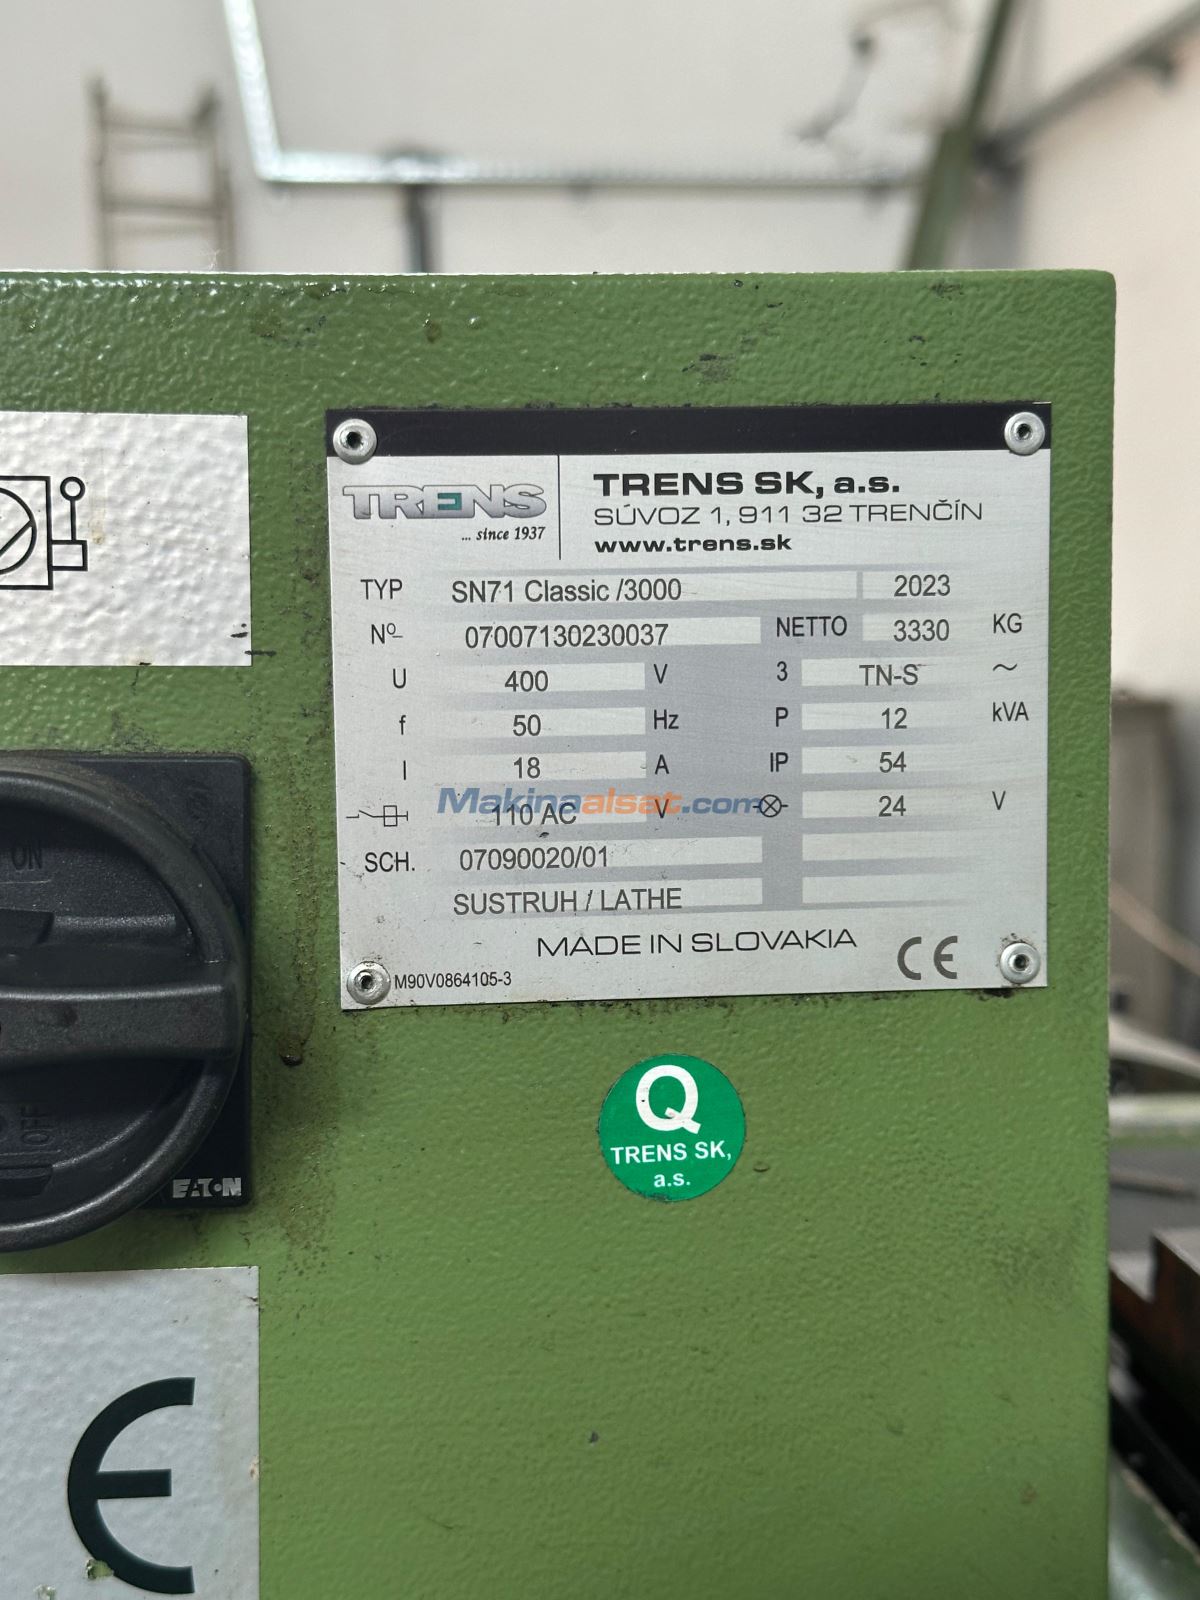 TRENS
... since 1937
TRENS SK, a.s.
SÚVOZ 1, 911 32 TRENČÍN
www.trens.sk
TYP SN71 Classic /3000 2023
Nº 07007130230037 NETTO 3330 KG
U 400 V 3 TN-S ~
f 50 Hz P 12 kVA
I 18 A IP 54
110 AC V 24 V
Makinaalsat.com
SCH. 07090020/01
SUSTRUH / LATHE
MADE IN SLOVAKIA CE
M90V0864105-3
ON
OFF
EATON
Q
TRENS SK,
a.s.